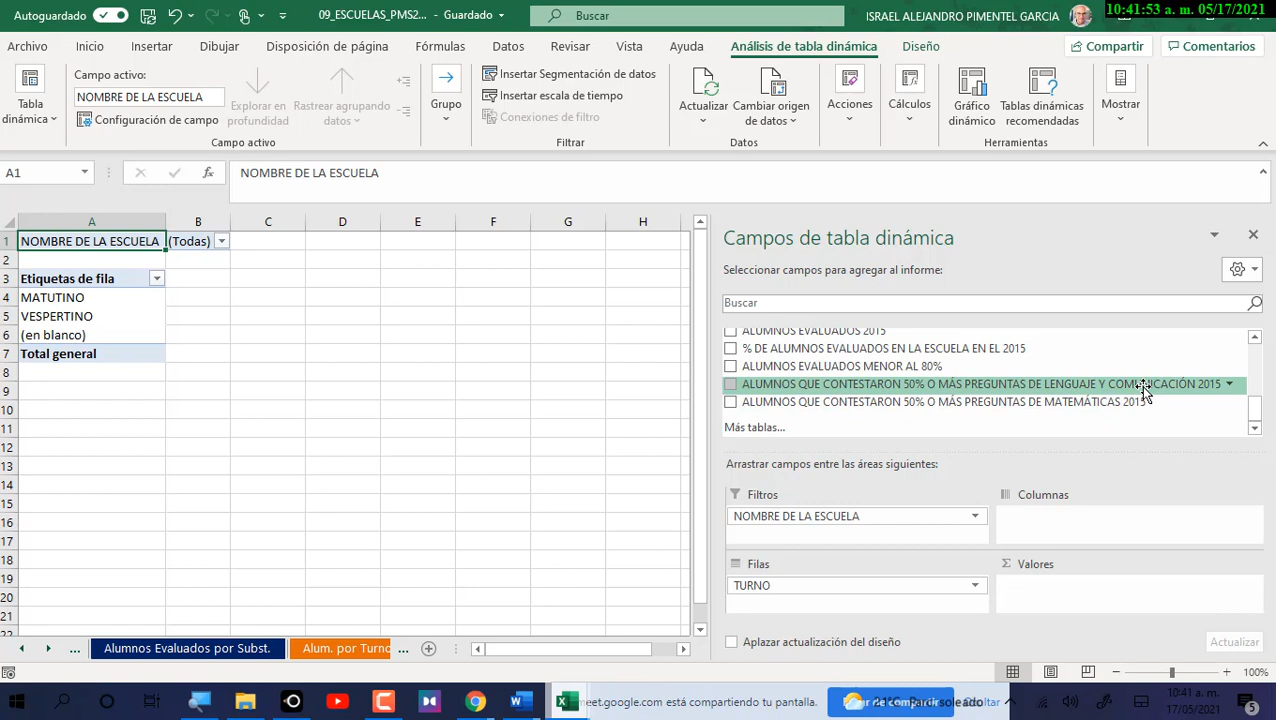 Autoguardado
09_ESCUELAS_PMS2... - Guardado
Buscar
ISRAEL ALEJANDRO PIMENTEL GARCIA
10:41:53 a. m. 05/17/2021
Archivo Inicio Insertar Dibujar Disposición de página Fórmulas Datos Revisar Vista Ayuda Análisis de tabla dinámica Diseño Compartir Comentarios
Tabla dinámica
Campo activo:
NOMBRE DE LA ESCUELA
Configuración de campo
Explorar en profundidad
Rastrear agrupando datos
Campo activo
Grupo
Insertar Segmentación de datos
Insertar escala de tiempo
Conexiones de filtro
Filtrar
Actualizar
Cambiar origen de datos
Datos
Acciones
Cálculos
Gráfico dinámico
Tablas dinámicas recomendadas
Herramientas
Mostrar
A1
fx
NOMBRE DE LA ESCUELA
A B C D E F G H
1 NOMBRE DE LA ESCUELA (Todas)
2
3 Etiquetas de fila
4 MATUTINO
5 VESPERTINO
6 (en blanco)
7 Total general
8
9
10
11
12
13
14
15
16
17
18
19
20
21
22
Campos de tabla dinámica
Seleccionar campos para agregar al informe:
Buscar
ALUMNOS EVALUADOS 2015
% DE ALUMNOS EVALUADOS EN LA ESCUELA EN EL 2015
ALUMNOS EVALUADOS MENOR AL 80%
ALUMNOS QUE CONTESTARON 50% O MÁS PREGUNTAS DE LENGUAJE Y COMUNICACIÓN 2015
ALUMNOS QUE CONTESTARON 50% O MÁS PREGUNTAS DE MATEMÁTICAS 2015
Más tablas...
Arrastrar campos entre las áreas siguientes:
Filtros
NOMBRE DE LA ESCUELA
Columnas
Filas
TURNO
Σ Valores
Aplazar actualización del diseño
Actualizar
... Alumnos Evaluados por Subst. Alum. por Turno ...
100%
meet.google.com está compartiendo tu pantalla.
21°C Parc. soleado
10:41 a. m.
17/05/2021
5